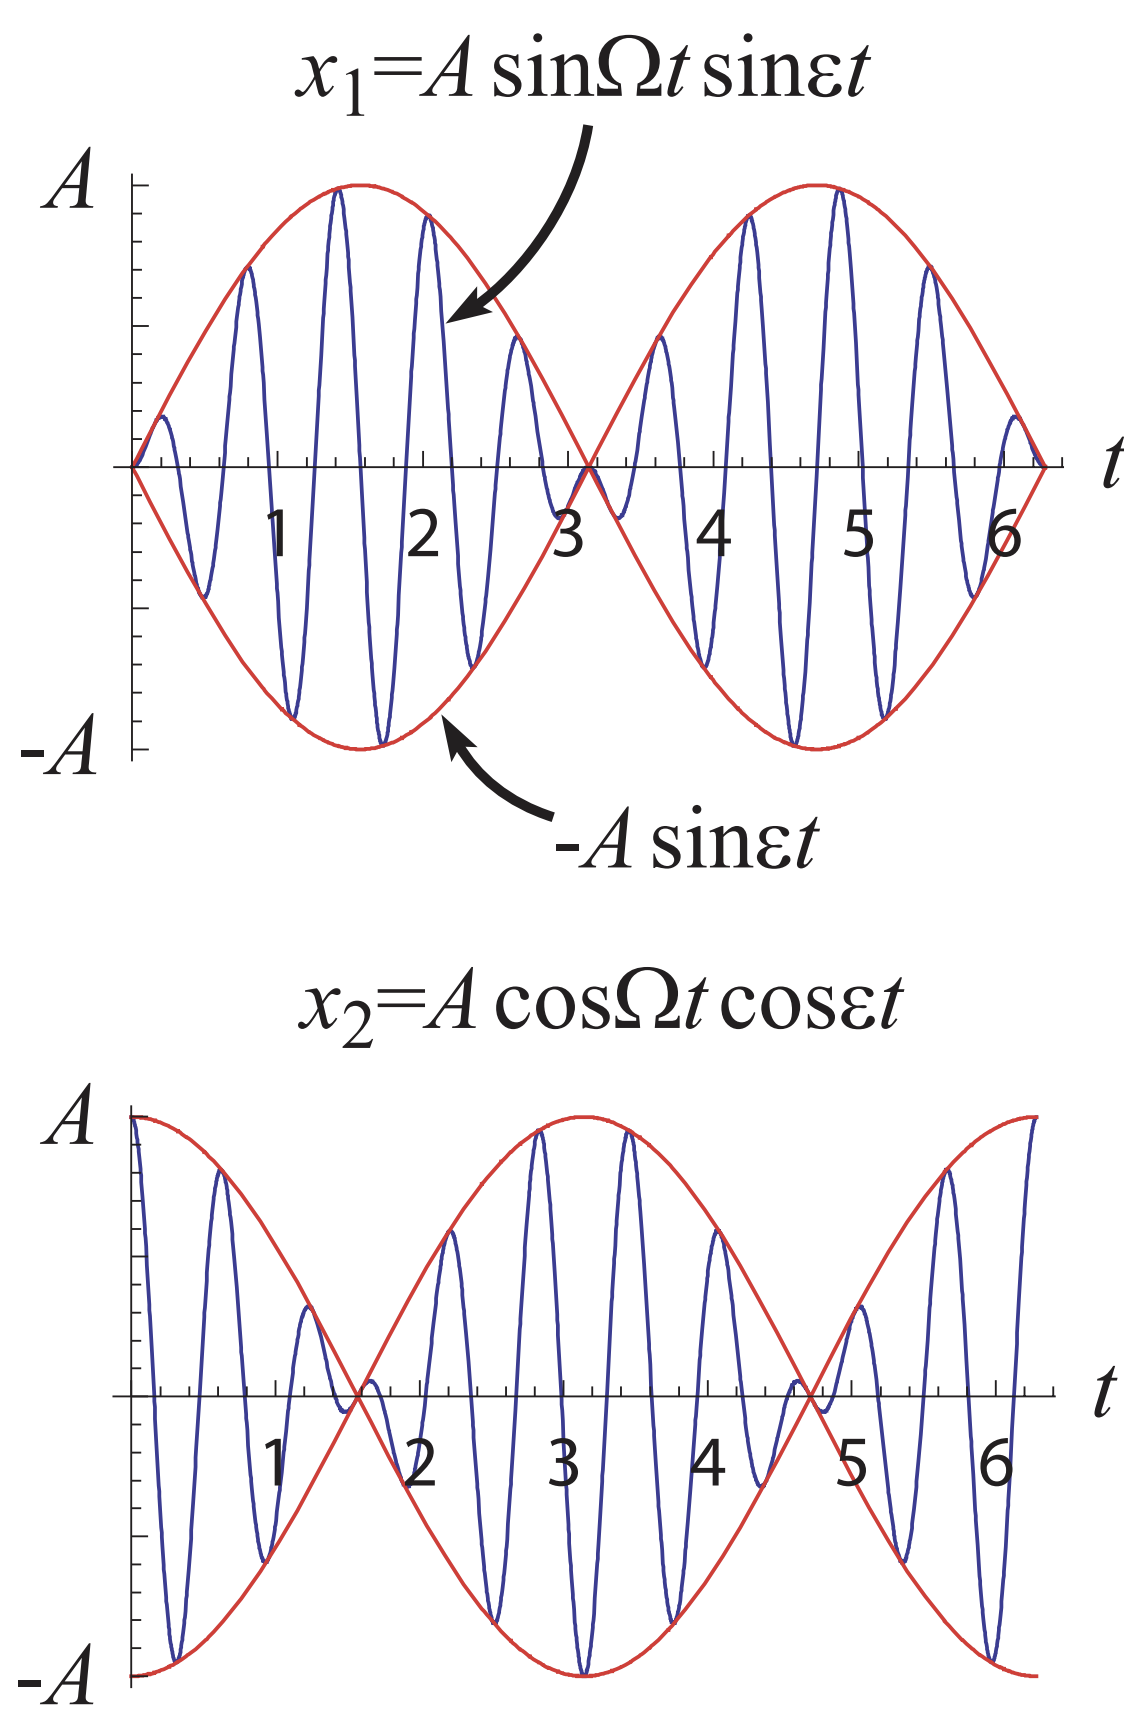 x₁=A sinΩt sinεt
A
t
1 2 3 4 5 6
-A
-A sinεt
x₂=A cosΩt cosεt
A
t
1 2 3 4 5 6
-A